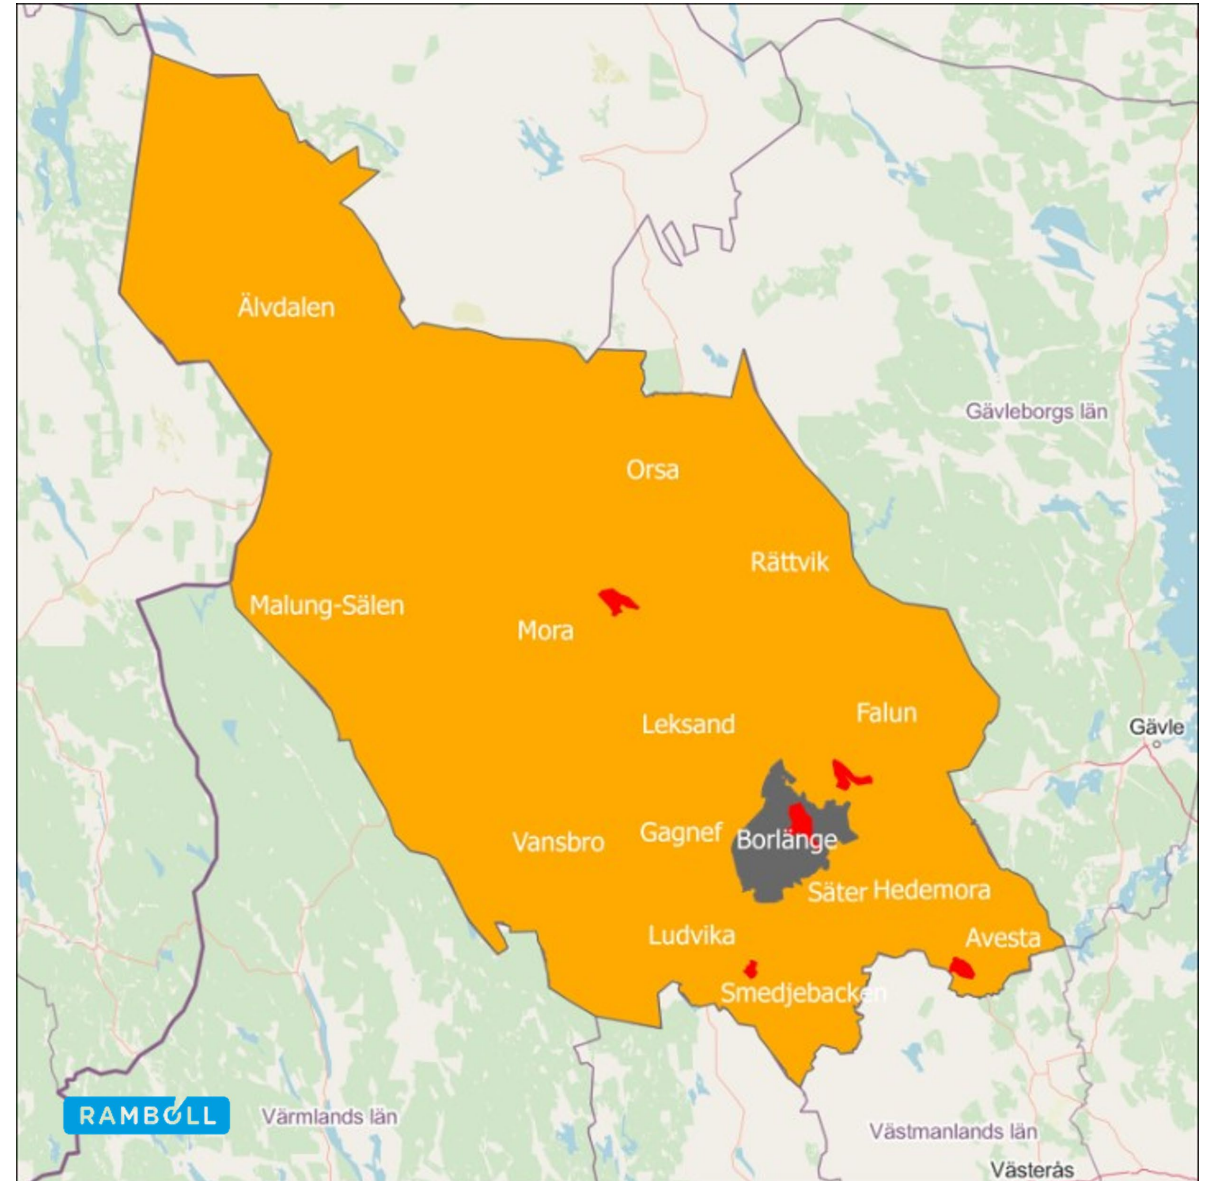 Älvdalen
Gävleborgs län
Orsa
Rättvik
Malung-Sälen
Mora
Falun
Leksand
Gävle
Vansbro
Gagnef
Borlänge
Säter
Hedemora
Ludvika
Avesta
Smedjebacken
RAMBOLL
Värmlands län
Västmanlands län
Västerås